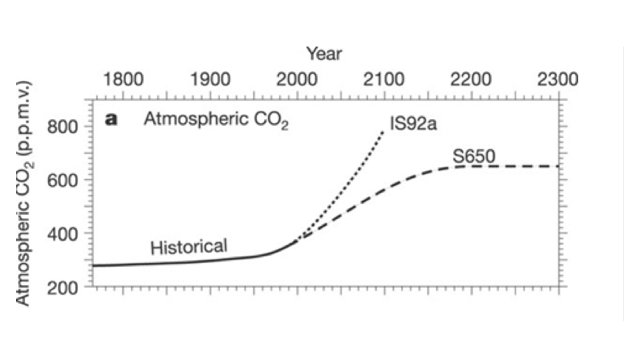 Year
1800 1900 2000 2100 2200 2300
Atmospheric CO₂ (p.p.m.v.)
a Atmospheric CO₂
800
600
400
200
IS92a
S650
Historical